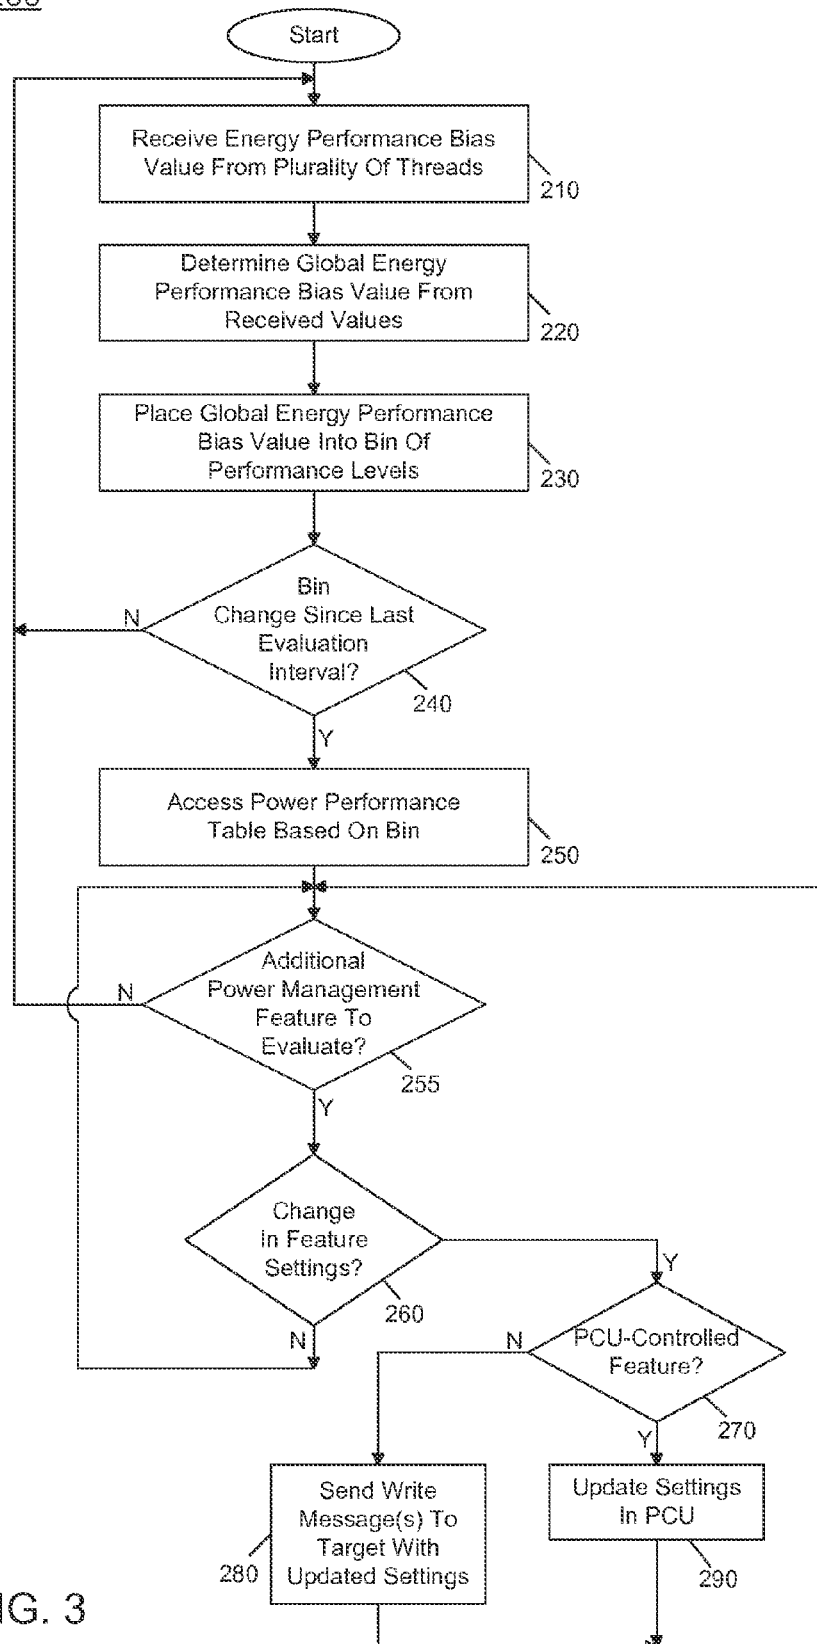 Start
Receive Energy Performance Bias
Value From Plurality Of Threads
210
Determine Global Energy
Performance Bias Value From
Received Values
220
Place Global Energy Performance
Bias Value Into Bin Of
Performance Levels
230
Bin
Change Since Last
Evaluation
Interval?
N
240
Y
Access Power Performance
Table Based On Bin
250
Additional
Power Management
Feature To
Evaluate?
N
255
Y
Change
In Feature
Settings?
260
N
Y
PCU-Controlled
Feature?
N
270
Y
Send Write
Message(s) To
Target With
Updated Settings
280
Update Settings
In PCU
290
IG. 3